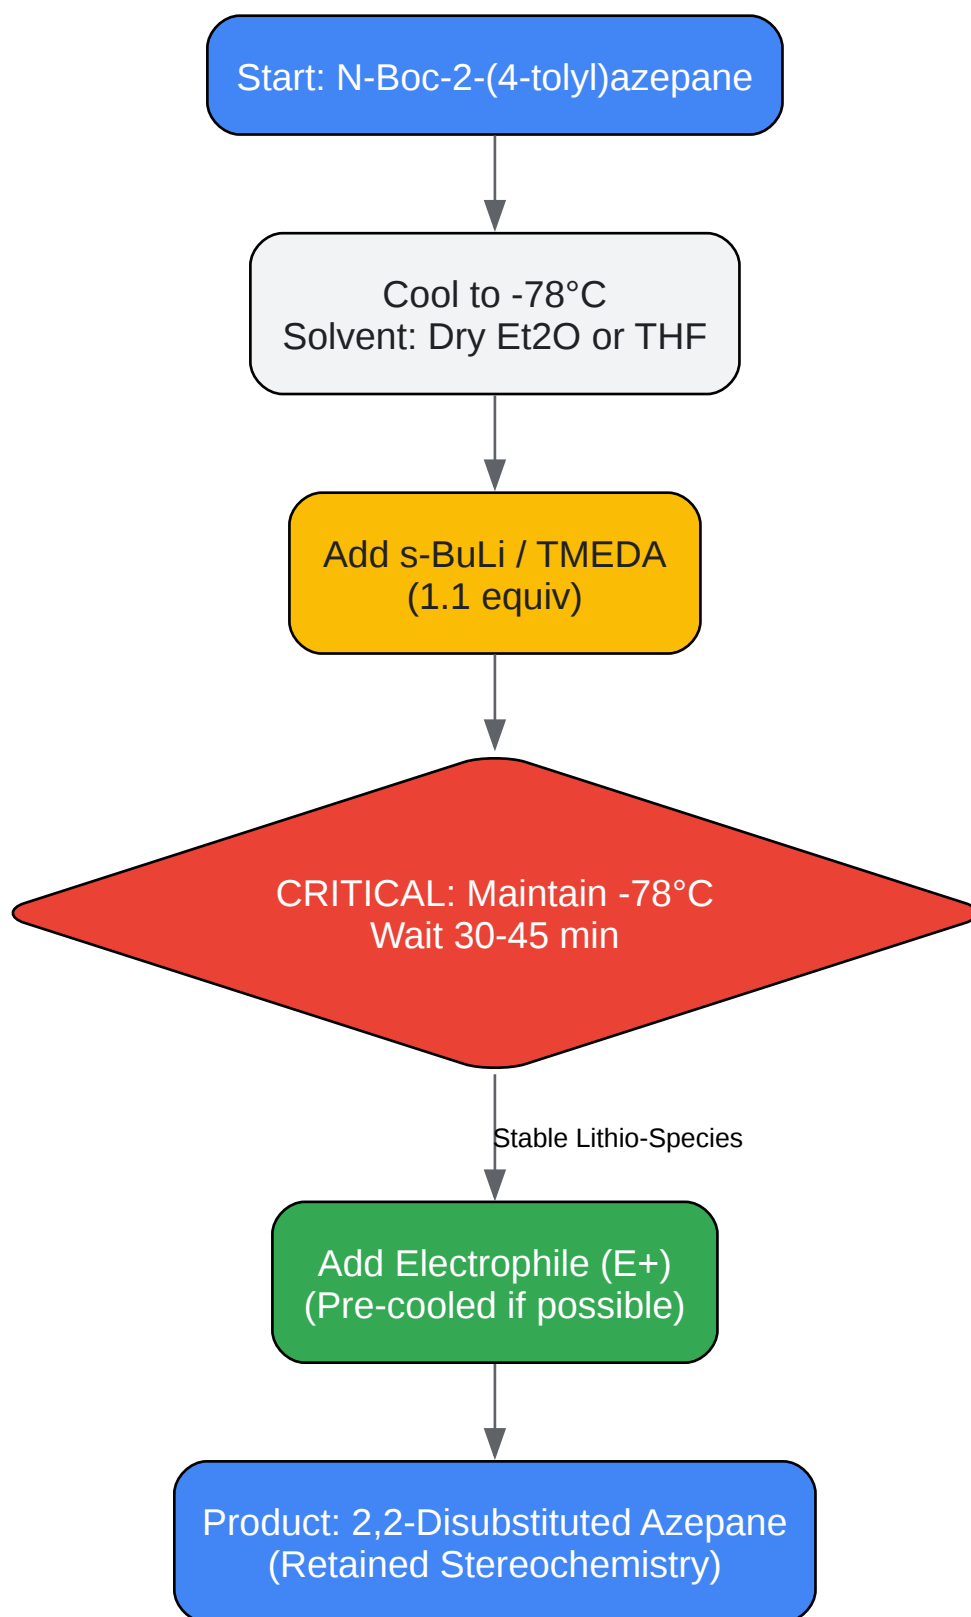 Start: N-Boc-2-(4-tolyl)azepane
Cool to -78°C
Solvent: Dry Et2O or THF
Add s-BuLi / TMEDA
(1.1 equiv)
CRITICAL: Maintain -78°C
Wait 30-45 min
Stable Lithio-Species
Add Electrophile (E+)
(Pre-cooled if possible)
Product: 2,2-Disubstituted Azepane
(Retained Stereochemistry)